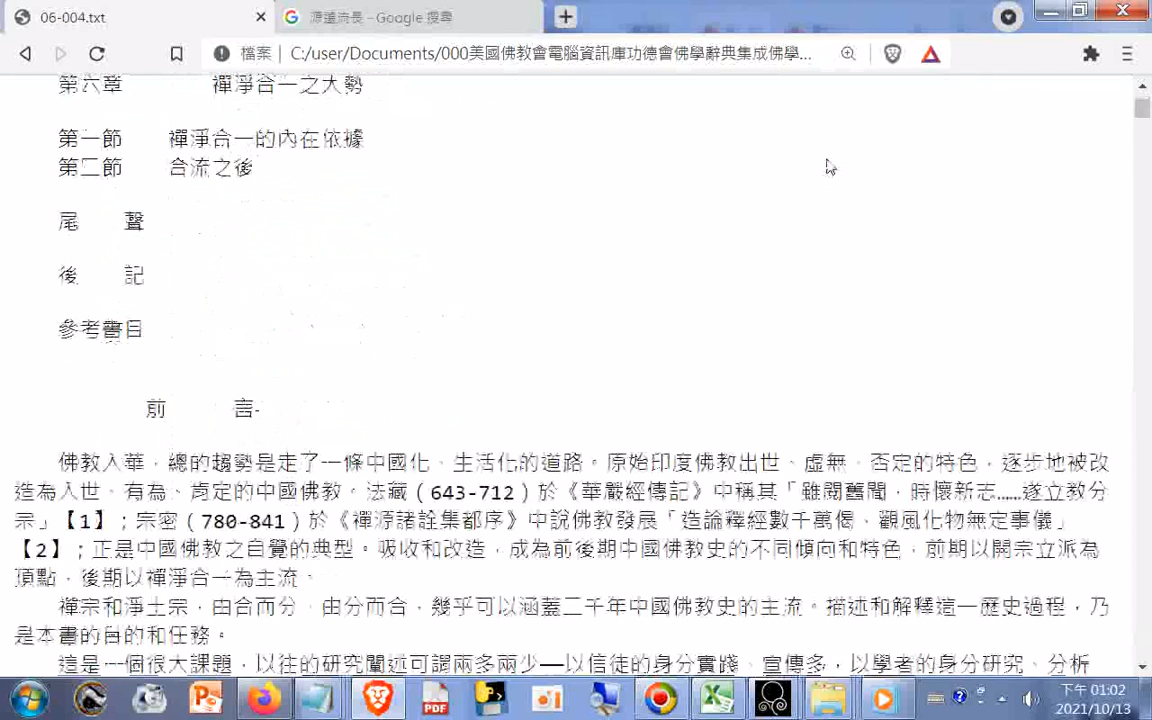 06-004.txt
源遠流長 - Google 搜尋
檔案
C:/user/Documents/000美國佛教會電腦資訊庫功德會佛學辭典集成佛學...
第六章 禪淨合一之大勢
第一節 禪淨合一的內在依據
第二節 合流之後
尾 聲
後 記
參考書目
前 言-
佛教入華，總的趨勢是走了一條中國化、生活化的道路。原始印度佛教出世、虛無、否定的特色，逐步地被改
造為入世、有為、肯定的中國佛教。法藏（643-712）於《華嚴經傳記》中稱其「雖閱舊聞，時懷新志……遂立教分
宗」【1】；宗密（780-841）於《禪源諸詮集都序》中說佛教發展「造論釋經數千萬偈、觀風化物無定事儀」
【2】；正是中國佛教之自覺的典型。吸收和改造，成為前後期中國佛教史的不同傾向和特色，前期以開宗立派為
頂點，後期以禪淨合一為主流。
禪宗和淨土宗，由合而分，由分而合，幾乎可以涵蓋二千年中國佛教史的主流。描述和解釋這一歷史過程，乃
是本書的目的和任務。
這是一個很大課題，以往的研究闡述可謂兩多兩少──以信徒的身分實踐、宣傳多，以學者的身分研究、分析
PDF
下午 01:02
2021/10/13